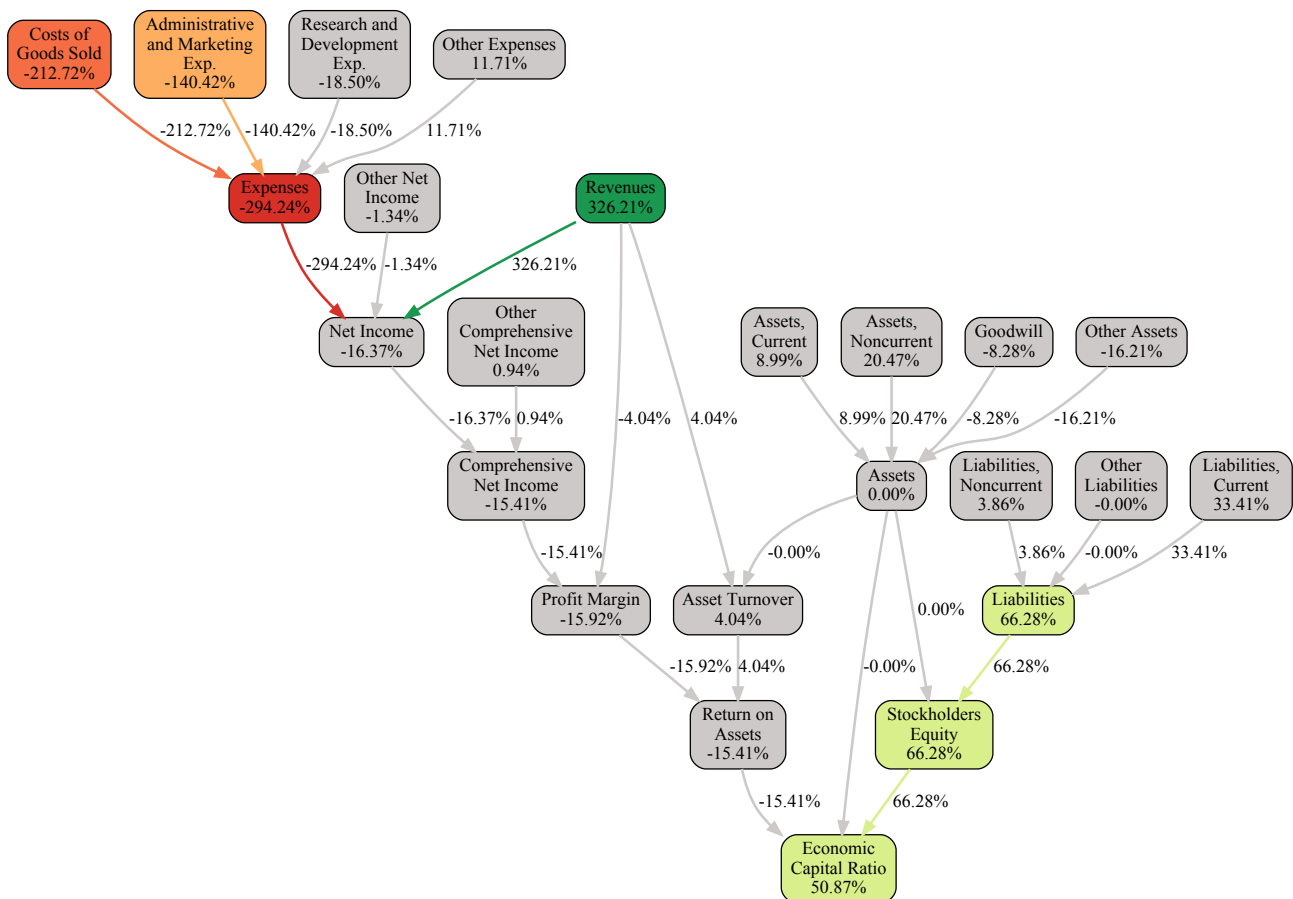 Costs of
Goods Sold
-212.72%
Administrative
and Marketing
Exp.
-140.42%
Research and
Development
Exp.
-18.50%
Other Expenses
11.71%
-212.72%
-140.42%
-18.50%
11.71%
Expenses
-294.24%
Other Net
Income
-1.34%
Revenues
326.21%
-294.24%
-1.34%
326.21%
Net Income
-16.37%
Other
Comprehensive
Net Income
0.94%
Assets,
Current
8.99%
Assets,
Noncurrent
20.47%
Goodwill
-8.28%
Other Assets
-16.21%
-16.37%
0.94%
-4.04%
4.04%
8.99%
20.47%
-8.28%
-16.21%
Comprehensive
Net Income
-15.41%
Assets
0.00%
Liabilities,
Noncurrent
3.86%
Other
Liabilities
-0.00%
Liabilities,
Current
33.41%
-15.41%
-0.00%
3.86%
-0.00%
33.41%
Profit Margin
-15.92%
Asset Turnover
4.04%
0.00%
Liabilities
66.28%
-15.92%
4.04%
-0.00%
66.28%
Return on
Assets
-15.41%
Stockholders
Equity
66.28%
-15.41%
66.28%
Economic
Capital Ratio
50.87%